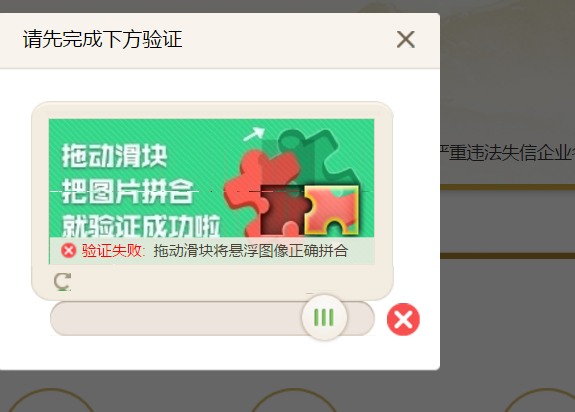 请先完成下方验证
严重违法失信企业
拖动滑块
把图片拼合
就验证成功啦
验证失败: 拖动滑块将悬浮图像正确拼合